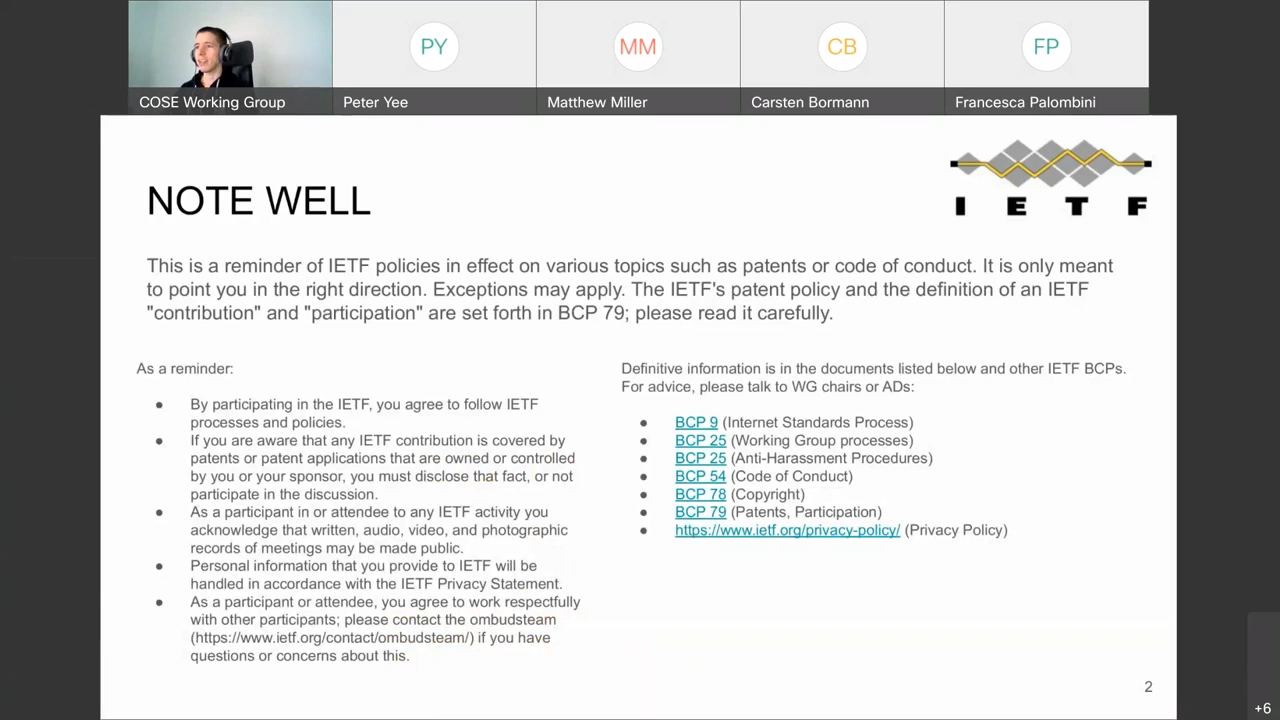 PY
MM
CB
FP
COSE Working Group
Peter Yee
Matthew Miller
Carsten Bormann
Francesca Palombini
I E T F
NOTE WELL
This is a reminder of IETF policies in effect on various topics such as patents or code of conduct. It is only meant
to point you in the right direction. Exceptions may apply. The IETF's patent policy and the definition of an IETF
"contribution" and "participation" are set forth in BCP 79; please read it carefully.
As a reminder:
● By participating in the IETF, you agree to follow IETF
processes and policies.
● If you are aware that any IETF contribution is covered by
patents or patent applications that are owned or controlled
by you or your sponsor, you must disclose that fact, or not
participate in the discussion.
● As a participant in or attendee to any IETF activity you
acknowledge that written, audio, video, and photographic
records of meetings may be made public.
● Personal information that you provide to IETF will be
handled in accordance with the IETF Privacy Statement.
● As a participant or attendee, you agree to work respectfully
with other participants; please contact the ombudsteam
(https://www.ietf.org/contact/ombudsteam/) if you have
questions or concerns about this.
Definitive information is in the documents listed below and other IETF BCPs.
For advice, please talk to WG chairs or ADs:
● BCP 9 (Internet Standards Process)
● BCP 25 (Working Group processes)
● BCP 25 (Anti-Harassment Procedures)
● BCP 54 (Code of Conduct)
● BCP 78 (Copyright)
● BCP 79 (Patents, Participation)
● https://www.ietf.org/privacy-policy/ (Privacy Policy)
2
+6